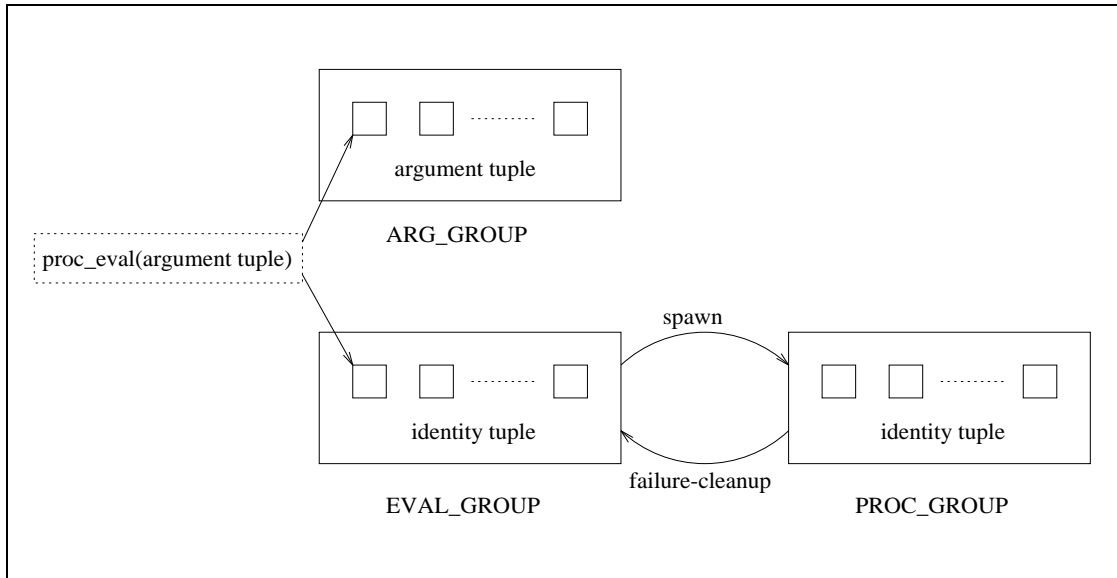 argument tuple
ARG_GROUP
proc_eval(argument tuple)
spawn
identity tuple
identity tuple
failure-cleanup
EVAL_GROUP
PROC_GROUP